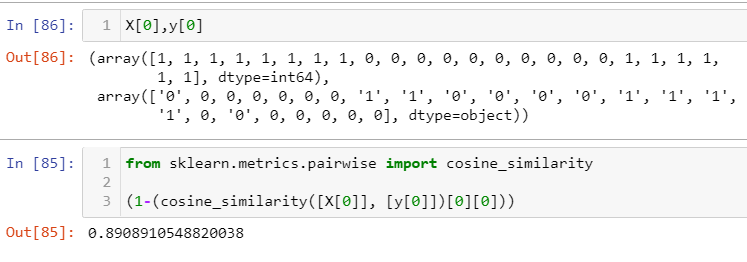 In [86]: 1 X[0],y[0]
Out[86]: (array([1, 1, 1, 1, 1, 1, 1, 1, 0, 0, 0, 0, 0, 0, 0, 0, 0, 0, 1, 1, 1, 1,
1, 1], dtype=int64),
array(['0', 0, 0, 0, 0, 0, 0, '1', '1', '0', '0', '0', '0', '1', '1', '1',
'1', 0, '0', 0, 0, 0, 0, 0], dtype=object))
In [85]: 1 from sklearn.metrics.pairwise import cosine_similarity
2
3 (1-(cosine_similarity([X[0]], [y[0]])[0][0]))
Out[85]: 0.8908910548820038